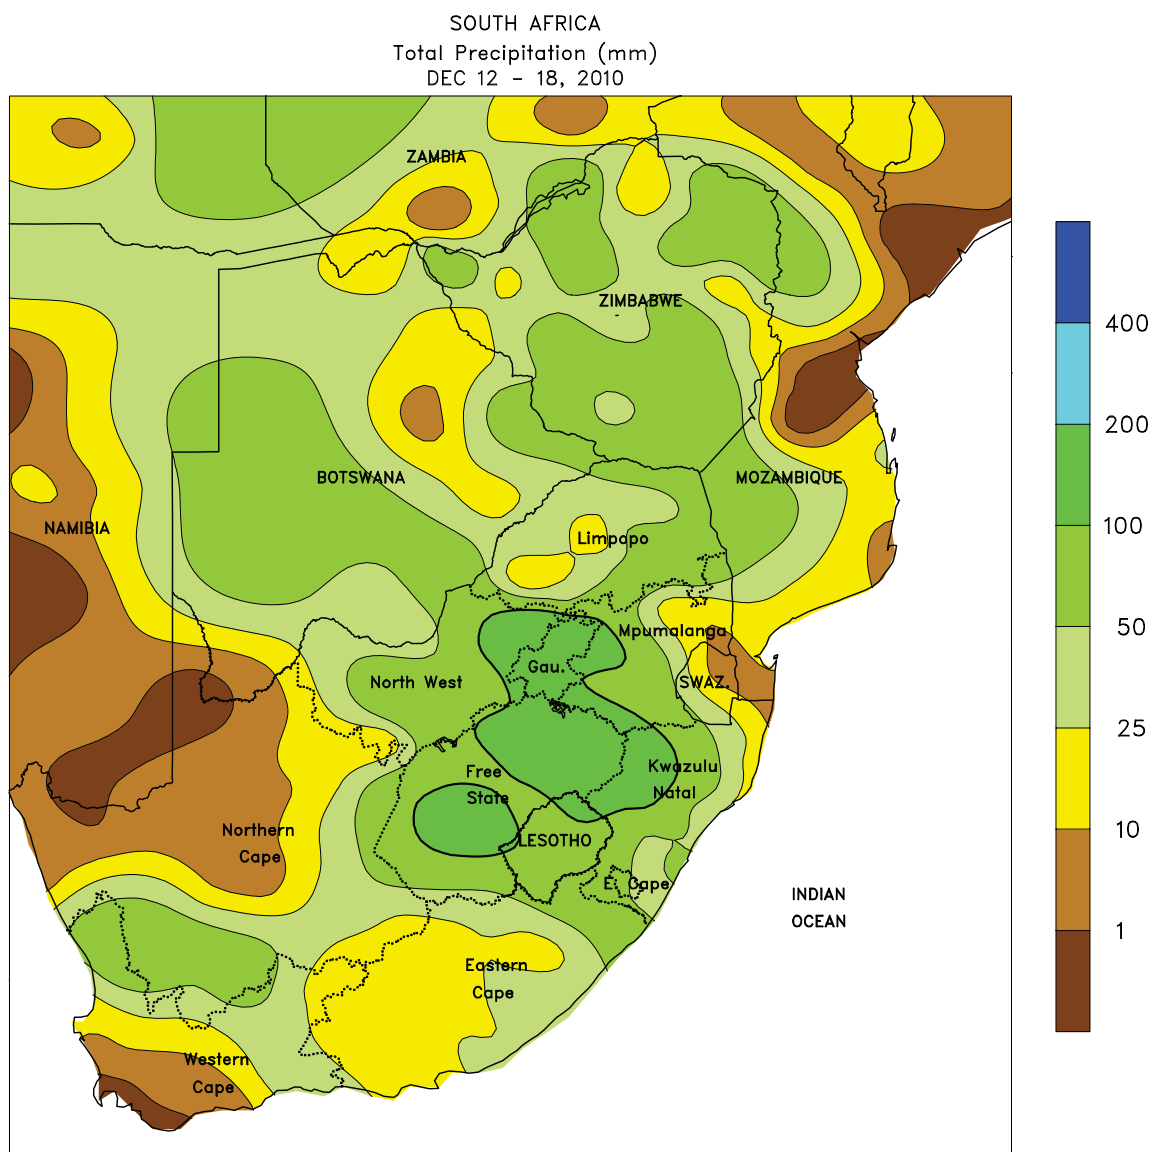 SOUTH AFRICA
Total Precipitation (mm)
DEC 12 - 18, 2010
ZAMBIA
ZIMBABWE
400
200
BOTSWANA
MOZAMBIQUE
NAMIBIA
100
Limpopo
50
Mpumalanga
Gau.
North West
SWAZ.
25
Free
State
Kwazulu
Natal
Northern
Cape
10
LESOTHO
E. Cape
INDIAN
OCEAN
1
Eastern
Cape
Western
Cape